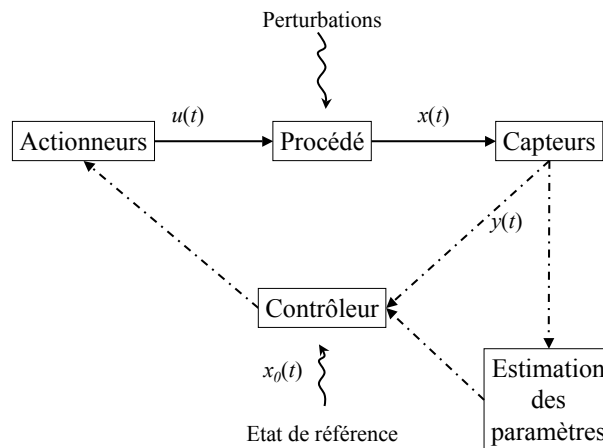 Perturbations
u(t)
x(t)
Actionneurs
Procédé
Capteurs
y(t)
Contrôleur
x0(t)
Estimation
des
paramètres
Etat de référence